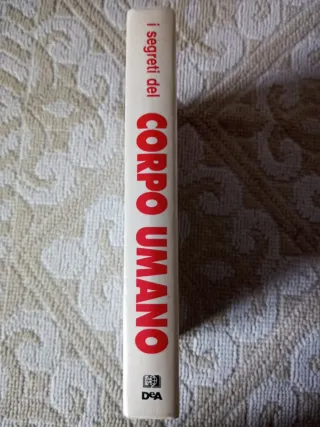 i segreti del
CORPO UMANO
DeA